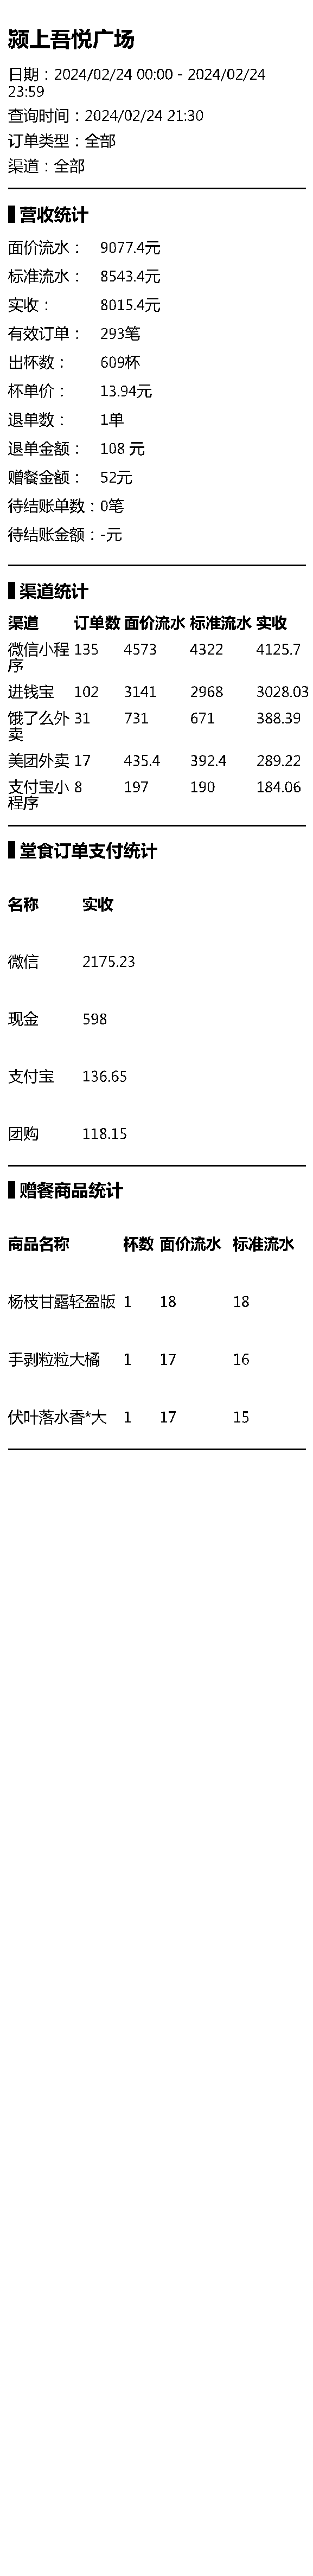 颍上吾悦广场
日期：2024/02/24 00:00 - 2024/02/24
23:59
查询时间：2024/02/24 21:30
订单类型：全部
渠道：全部
营收统计
面价流水： 9077.4元
标准流水： 8543.4元
实收： 8015.4元
有效订单： 293笔
出杯数： 609杯
杯单价： 13.94元
退单数： 1单
退单金额： 108 元
赠餐金额： 52元
待结账单数：0笔
待结账金额：-元
渠道统计
渠道 订单数 面价流水 标准流水 实收
微信小程 135 4573 4322 4125.7
序
进钱宝 102 3141 2968 3028.03
饿了么外 31 731 671 388.39
卖
美团外卖 17 435.4 392.4 289.22
支付宝小 8 197 190 184.06
程序
堂食订单支付统计
名称 实收
微信 2175.23
现金 598
支付宝 136.65
团购 118.15
赠餐商品统计
商品名称 杯数 面价流水 标准流水
杨枝甘露轻盈版 1 18 18
手剥粒粒大橘 1 17 16
伏叶落水香*大 1 17 15